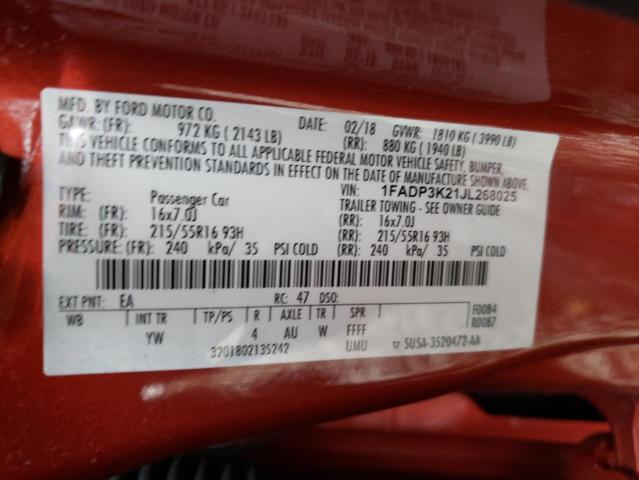 MFD. BY FORD MOTOR CO. DATE: 02/18 GVWR: 1810 KG ( 3990 LB)
GAWR: (FR): 972 KG ( 2143 LB) (RR): 880 KG ( 1940 LB)
THIS VEHICLE CONFORMS TO ALL APPLICABLE FEDERAL MOTOR VEHICLE SAFETY, BUMPER,
AND THEFT PREVENTION STANDARDS IN EFFECT ON THE DATE OF MANUFACTURE SHOWN ABOVE.
VIN: 1FADP3K21JL268025
TYPE: Passenger Car TRAILER TOWING - SEE OWNER GUIDE
RIM: (FR): 16x7.0J (RR): 16x7.0J
TIRE: (FR): 215/55R16 93H (RR): 215/55R16 93H
PRESSURE: (FR): 240 kPa/ 35 PSI COLD (RR): 240 kPa/ 35 PSI COLD
EXT PNT: EA RC: 47 DSO: F0084
WB INT TR TP/PS R AXLE TR SPR R0087
YW 4 AU W FFFF
3201802135242 UMU ▽ 5U5A-3520472-AA